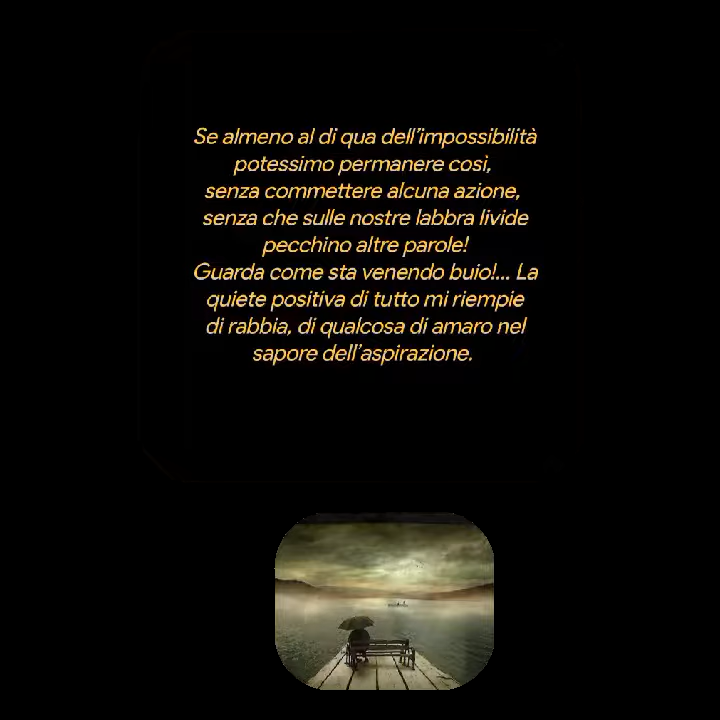 Se almeno al di qua dell'impossibilità
potessimo permanere così,
senza commettere alcuna azione,
senza che sulle nostre labbra livide
pecchino altre parole!
Guarda come sta venendo buio!... La
quiete positiva di tutto mi riempie
di rabbia, di qualcosa di amaro nel
sapore dell'aspirazione.